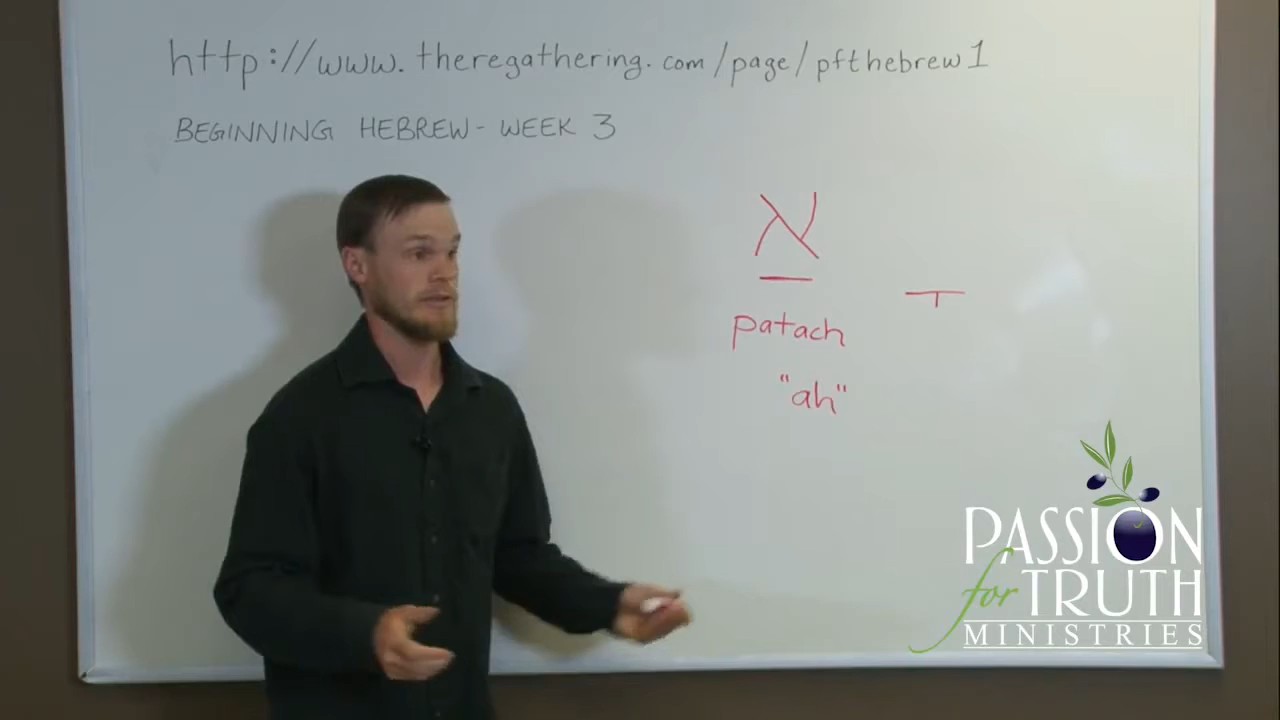 http://www.theregathering.com/page/pfthebrew1
BEGINNING HEBREW - WEEK 3
אַ
patach
"ah"
ָ
PASSION
for TRUTH
MINISTRIES